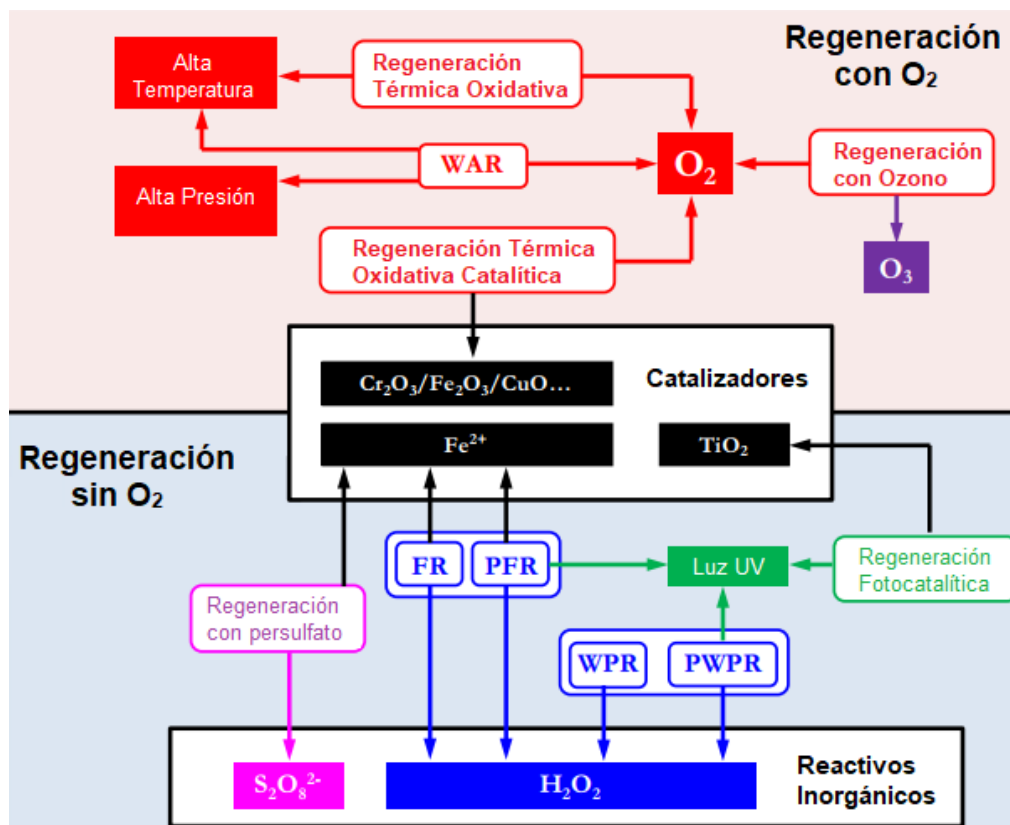 Regeneración
con O₂
Alta
Temperatura
Regeneración
Térmica Oxidativa
WAR
O₂
Regeneración
con Ozono
Alta Presión
Regeneración Térmica
Oxidativa Catalítica
O₃
Cr₂O₃/Fe₂O₃/CuO...
Catalizadores
Fe²⁺
TiO₂
Regeneración
sin O₂
FR
PFR
Luz UV
Regeneración
Fotocatalítica
Regeneración
con persulfato
WPR
PWPR
S₂O₈²⁻
H₂O₂
Reactivos
Inorgánicos